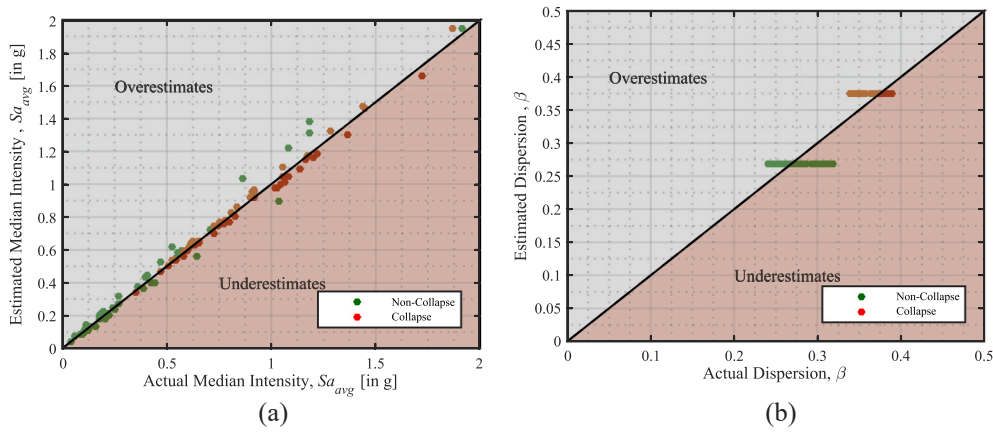 Estimated Median Intensity , Sa_avg [in g]
2
1.8
1.6
1.4
1.2
1
0.8
0.6
0.4
0.2
0
Overestimates
Underestimates
Non-Collapse
Collapse
0 0.5 1 1.5 2
Actual Median Intensity, Sa_avg [in g]
(a)
Estimated Dispersion , β
0.5
0.45
0.4
0.35
0.3
0.25
0.2
0.15
0.1
0.05
0
Overestimates
Underestimates
Non-Collapse
Collapse
0 0.1 0.2 0.3 0.4 0.5
Actual Dispersion, β
(b)